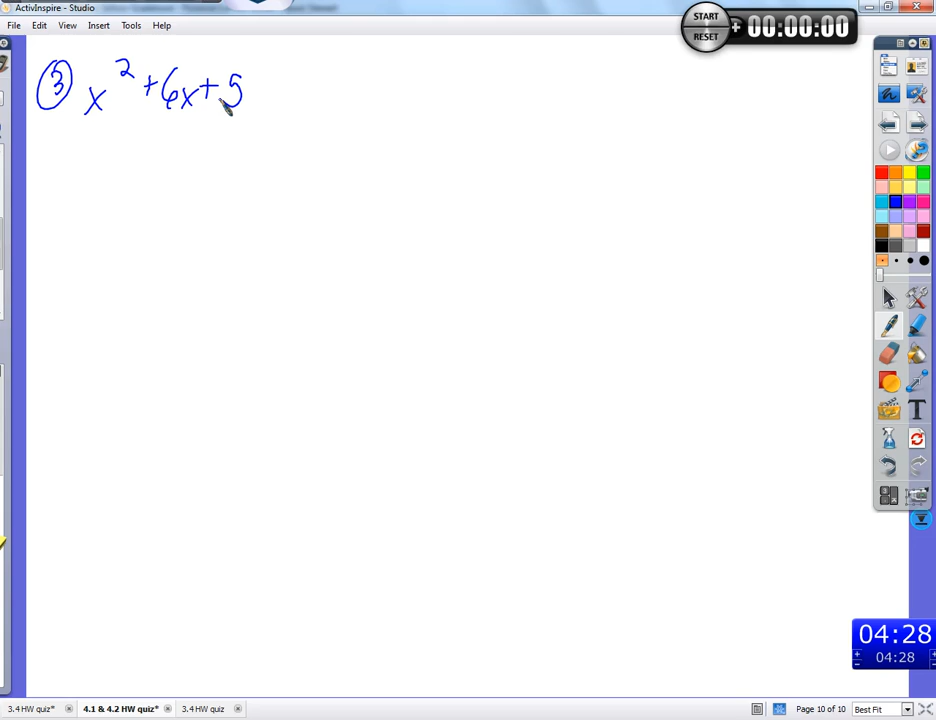 ActivInspire - Studio
START
RESET
+ 00:00:00
File Edit View Insert Tools Help
③ x² + 6x + 5
04:28
04:28
3.4 HW quiz* 4.1 & 4.2 HW quiz* 3.4 HW quiz Page 10 of 10 Best Fit